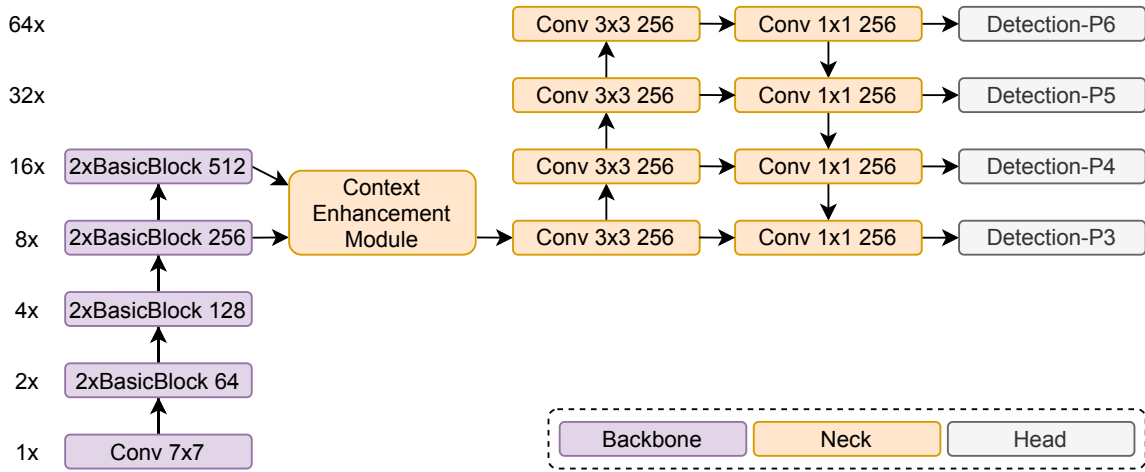 64x
Conv 3x3 256
Conv 1x1 256
Detection-P6
32x
Conv 3x3 256
Conv 1x1 256
Detection-P5
16x
2xBasicBlock 512
Context
Enhancement
Module
Conv 3x3 256
Conv 1x1 256
Detection-P4
8x
2xBasicBlock 256
Conv 3x3 256
Conv 1x1 256
Detection-P3
4x
2xBasicBlock 128
2x
2xBasicBlock 64
1x
Conv 7x7
Backbone
Neck
Head